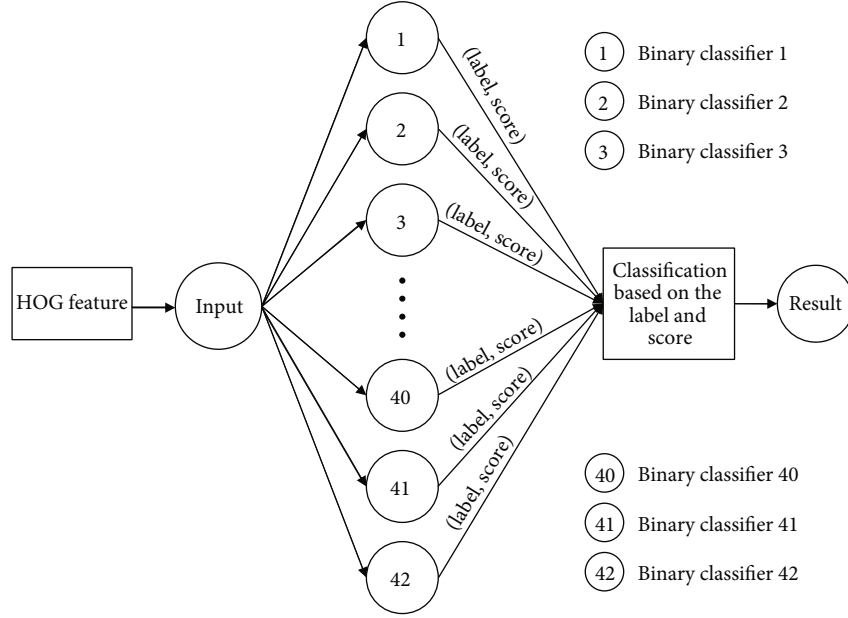 1
2
3
40
41
42
HOG feature
Input
(label, score)
(label, score)
(label, score)
(label, score)
(label, score)
(label, score)
Classification
based on the
label and
score
Result
1 Binary classifier 1
2 Binary classifier 2
3 Binary classifier 3
40 Binary classifier 40
41 Binary classifier 41
42 Binary classifier 42